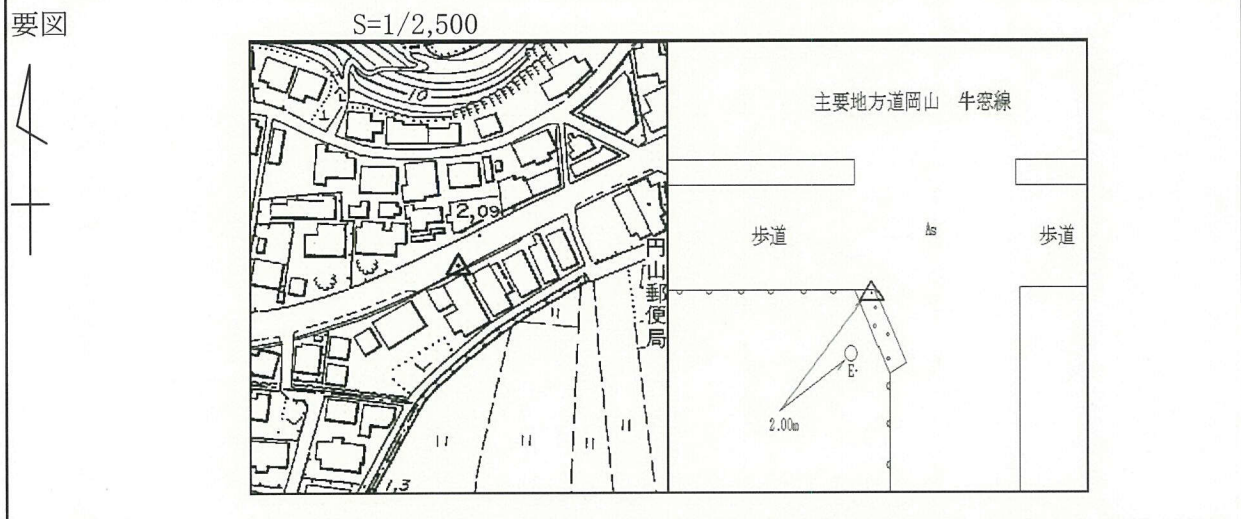 要図
S=1/2,500
10
2,09
円山郵便局
1,3
主要地方道岡山 牛窓線
歩道
As
歩道
E·
2.00m